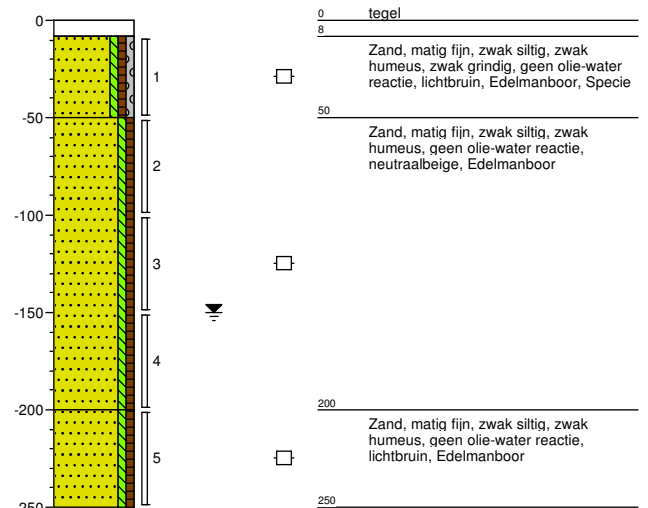 0
-50
-100
-150
-200
-250
1
2
3
4
5
0
tegel
8
Zand, matig fijn, zwak siltig, zwak
humeus, zwak grindig, geen olie-water
reactie, lichtbruin, Edelmanboor, Specie
50
Zand, matig fijn, zwak siltig, zwak
humeus, geen olie-water reactie,
neutraalbeige, Edelmanboor
200
Zand, matig fijn, zwak siltig, zwak
humeus, geen olie-water reactie,
lichtbruin, Edelmanboor
250